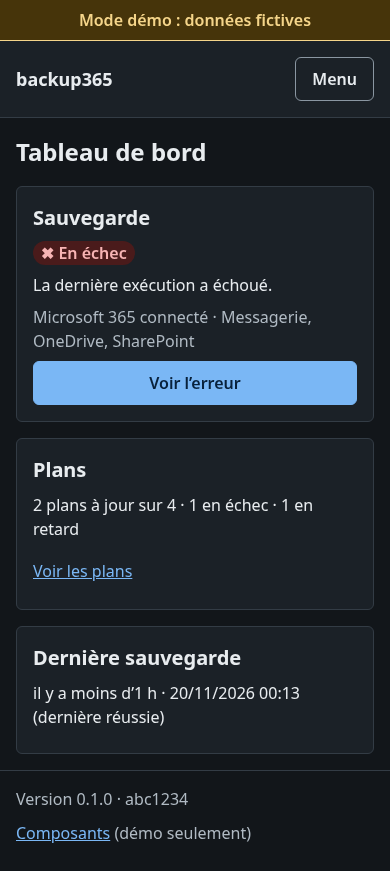 Mode démo : données fictives
backup365
Menu
Tableau de bord
Sauvegarde
✖ En échec
La dernière exécution a échoué.
Microsoft 365 connecté · Messagerie,
OneDrive, SharePoint
Voir l’erreur
Plans
2 plans à jour sur 4 · 1 en échec · 1 en
retard
Voir les plans
Dernière sauvegarde
il y a moins d’1 h · 20/11/2026 00:13
(dernière réussie)
Version 0.1.0 · abc1234
Composants (démo seulement)